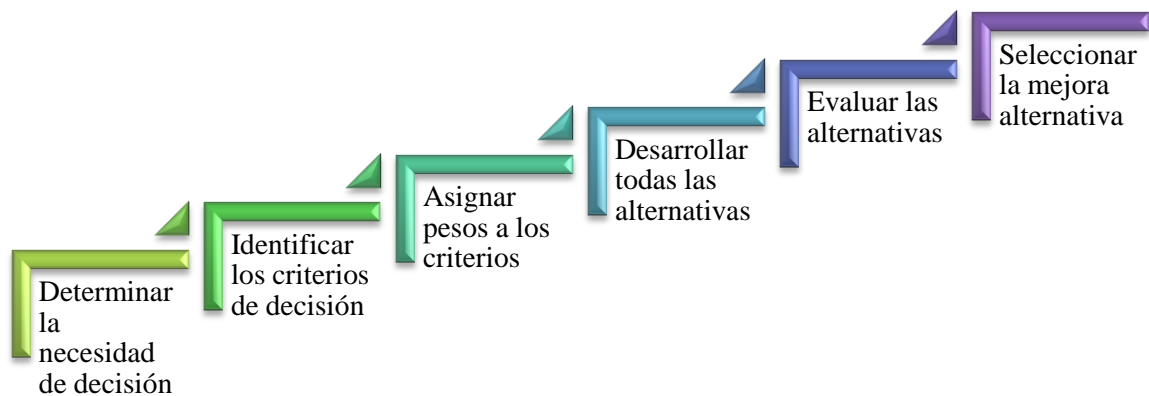 Determinar
la
necesidad
de decisión
Identificar
los criterios
de decisión
Asignar
pesos a los
criterios
Desarrollar
todas las
alternativas
Evaluar las
alternativas
Seleccionar
la mejora
alternativa